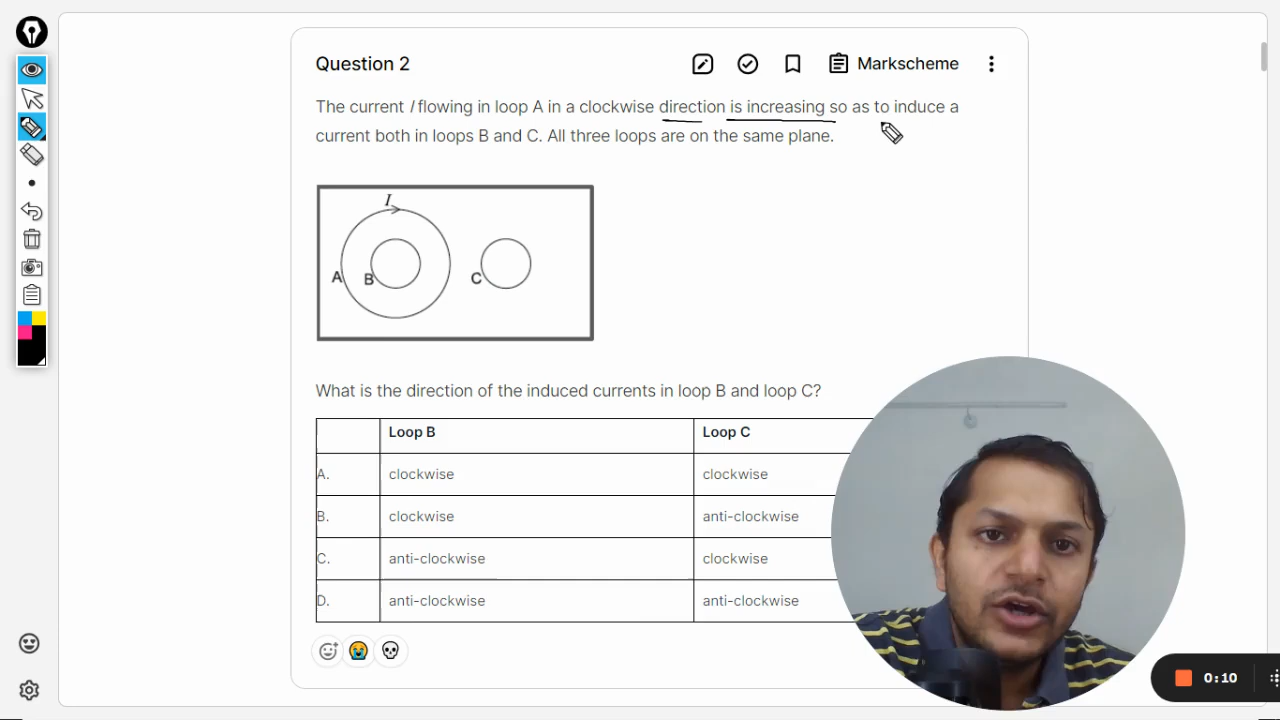 Question 2
Markscheme
The current I flowing in loop A in a clockwise direction is increasing so as to induce a
current both in loops B and C. All three loops are on the same plane.
I
A
B
C
What is the direction of the induced currents in loop B and loop C?
Loop B Loop C
A. clockwise clockwise
B. clockwise anti-clockwise
C. anti-clockwise clockwise
D. anti-clockwise anti-clockwise
0:10